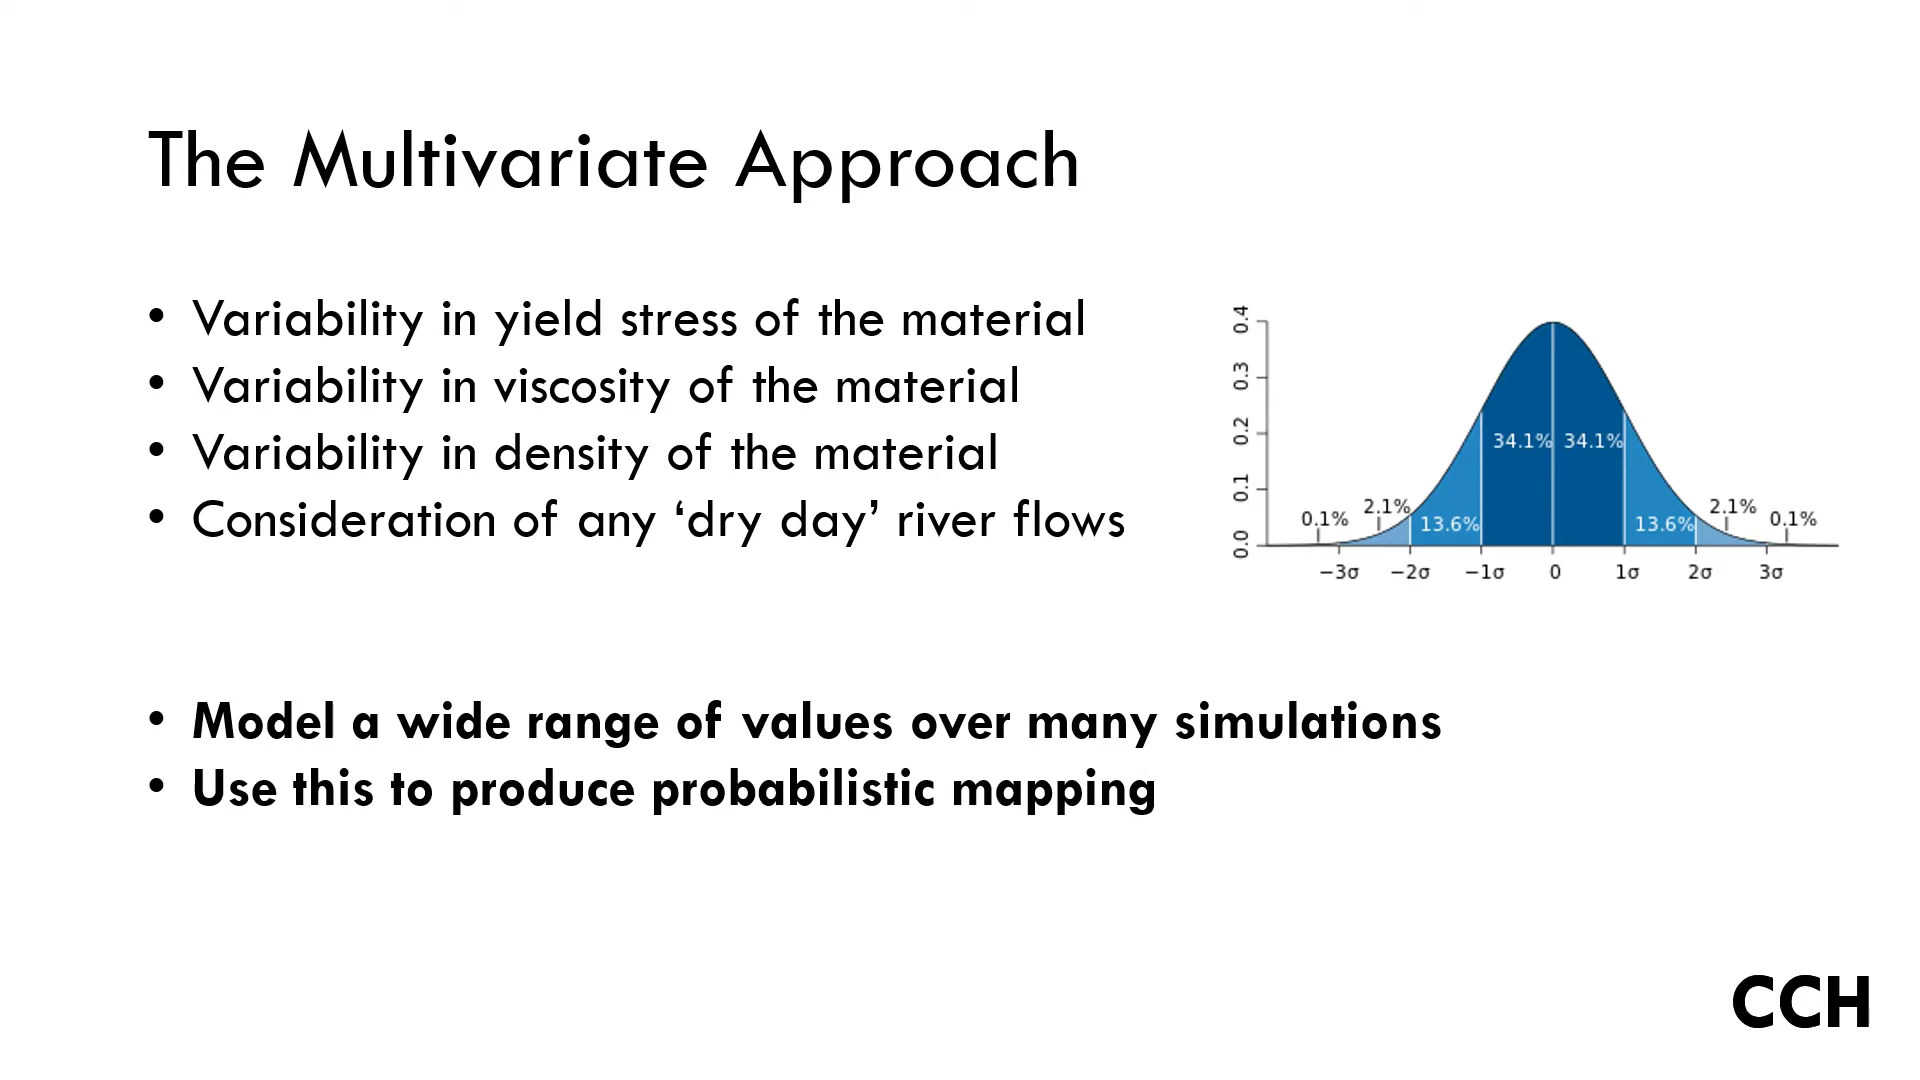 The Multivariate Approach
• Variability in yield stress of the material
• Variability in viscosity of the material
• Variability in density of the material
• Consideration of any ‘dry day’ river flows
0.4
0.3
0.2
0.1
0.0
34.1% 34.1%
0.1% 2.1% 13.6% 13.6% 2.1% 0.1%
−3σ −2σ −1σ 0 1σ 2σ 3σ
• Model a wide range of values over many simulations
• Use this to produce probabilistic mapping
CCH